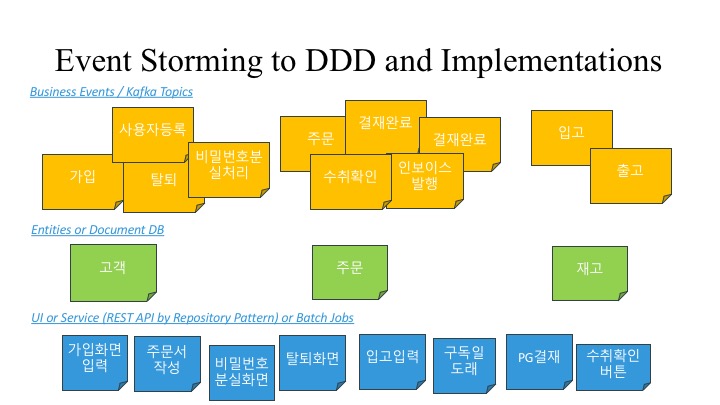 Event Storming to DDD and Implementations
Business Events / Kafka Topics
사용자등록
가입
탈퇴
비밀번호분
실처리
주문
결재완료
결재완료
수취확인
인보이스
발행
입고
출고
Entities or Document DB
고객
주문
재고
UI or Service (REST API by Repository Pattern) or Batch Jobs
가입화면
입력
주문서
작성
비밀번호
분실화면
탈퇴화면
입고입력
구독일
도래
PG결재
수취확인
버튼